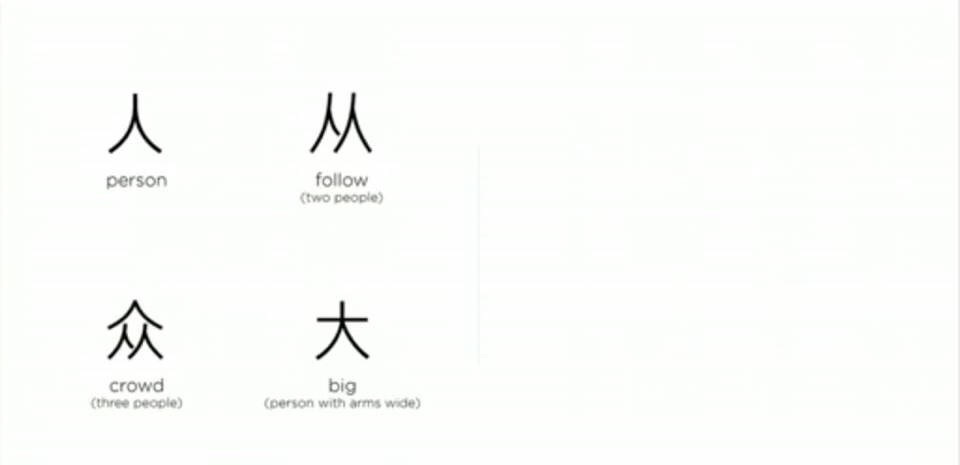 人
person
从
follow
(two people)
众
crowd
(three people)
大
big
(person with arms wide)